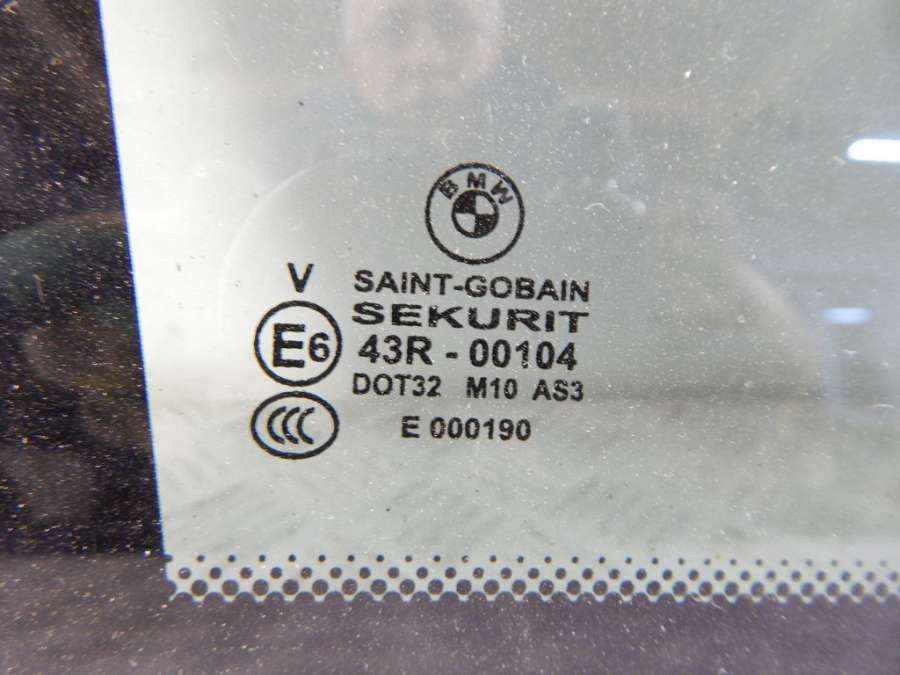 BMW
V SAINT-GOBAIN
SEKURIT
E6 43R - 00104
DOT32 M10 AS3
CCC E 000190